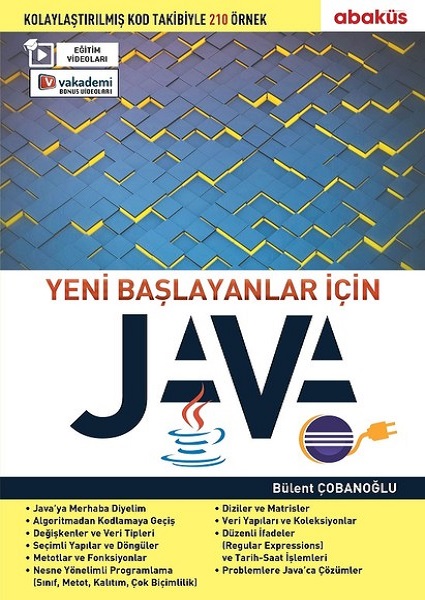 KOLAYLAŞTIRILMIŞ KOD TAKİBİYLE 210 ÖRNEK
abaküs
EĞİTİM
VİDEOLARI
vakademi
BONUS VİDEOLARI
YENİ BAŞLAYANLAR İÇİN
JAVA
Bülent ÇOBANOĞLU
• Java'ya Merhaba Diyelim
• Algoritmadan Kodlamaya Geçiş
• Değişkenler ve Veri Tipleri
• Seçimli Yapılar ve Döngüler
• Metotlar ve Fonksiyonlar
• Nesne Yönelimli Programlama
(Sınıf, Metot, Kalıtım, Çok Biçimlilik)
• Diziler ve Matrisler
• Veri Yapıları ve Koleksiyonlar
• Düzenli İfadeler
(Regular Expressions)
ve Tarih-Saat İşlemleri
• Problemlere Java'ca Çözümler